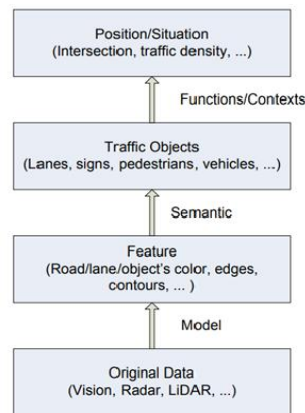 Position/Situation
(Intersection, traffic density, ...)
Functions/Contexts
Traffic Objects
(Lanes, signs, pedestrians, vehicles, ...)
Semantic
Feature
(Road/lane/object's color, edges,
contours, ... )
Model
Original Data
(Vision, Radar, LiDAR, ...)